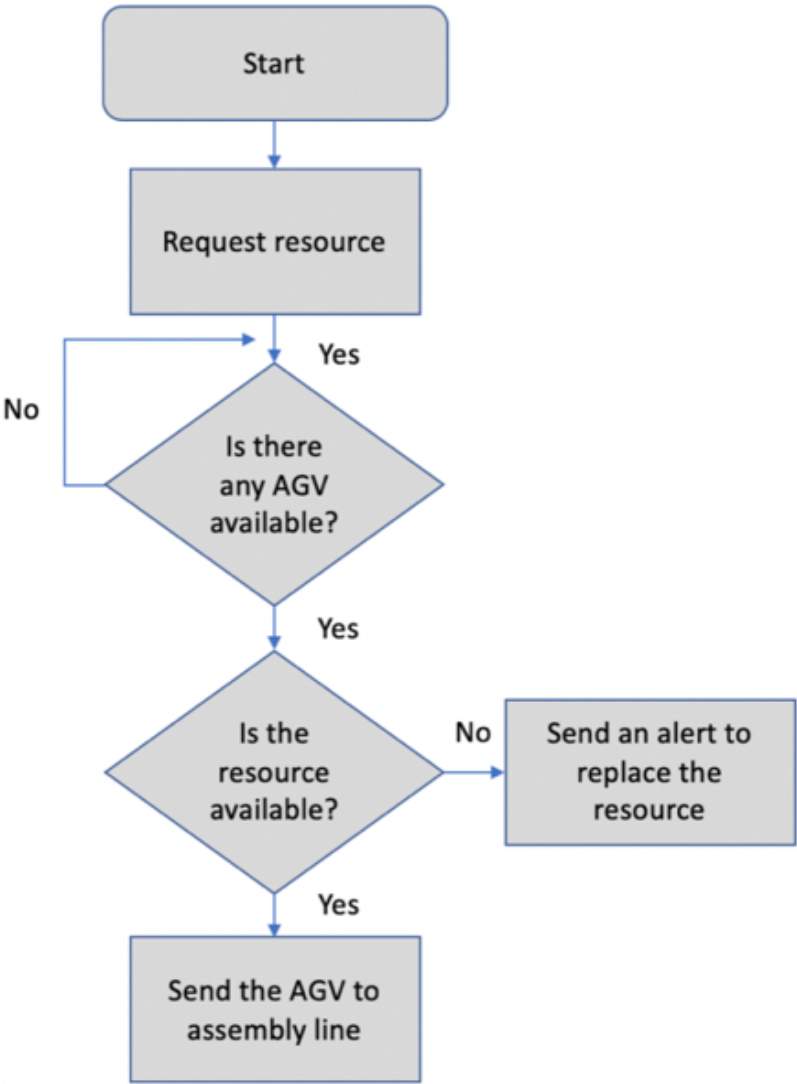 Start
Request resource
Yes
No
Is there
any AGV
available?
Yes
Is the
resource
available?
No
Send an alert to
replace the
resource
Yes
Send the AGV to
assembly line